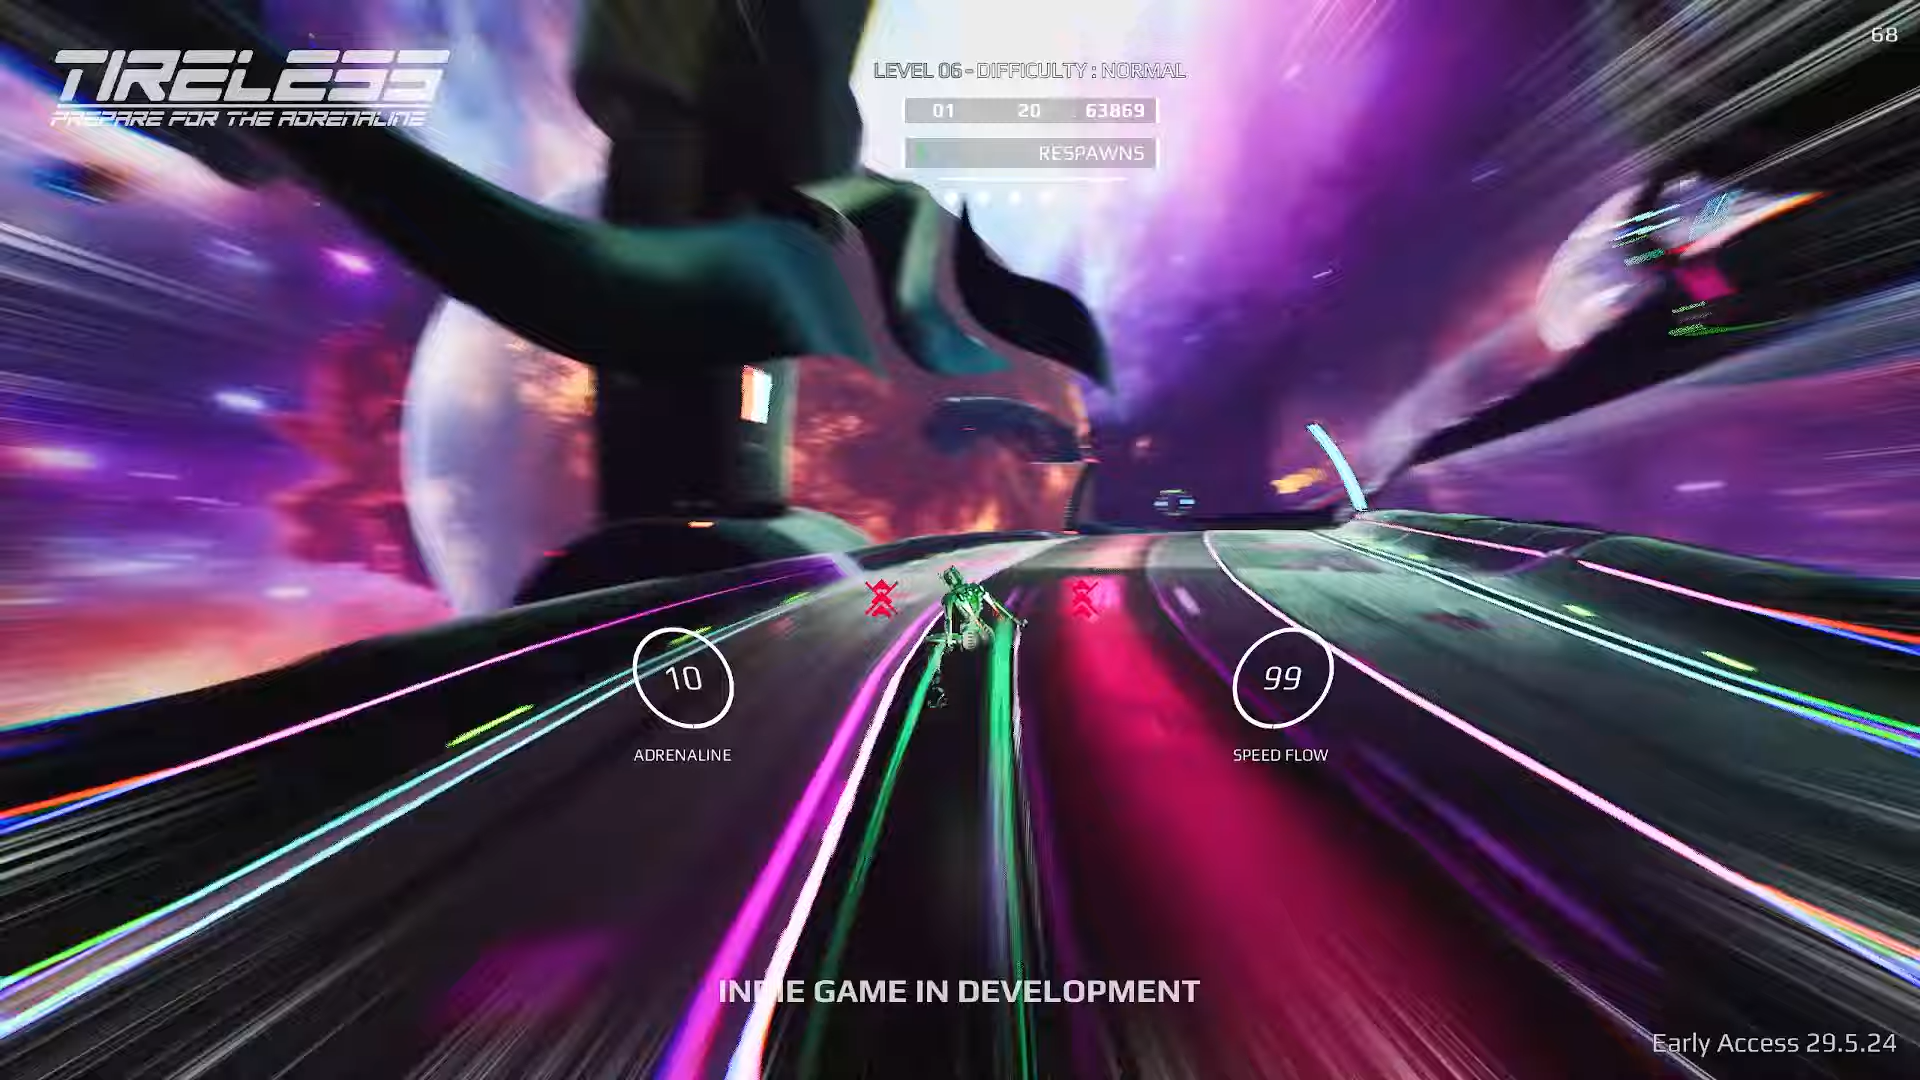 TIRELESS
PREPARE FOR THE ADRENALINE
LEVEL 06 - DIFFICULTY : NORMAL
01 20 63869
RESPAWNS
68
10
ADRENALINE
99
SPEED FLOW
INDIE GAME IN DEVELOPMENT
Early Access 29.5.24